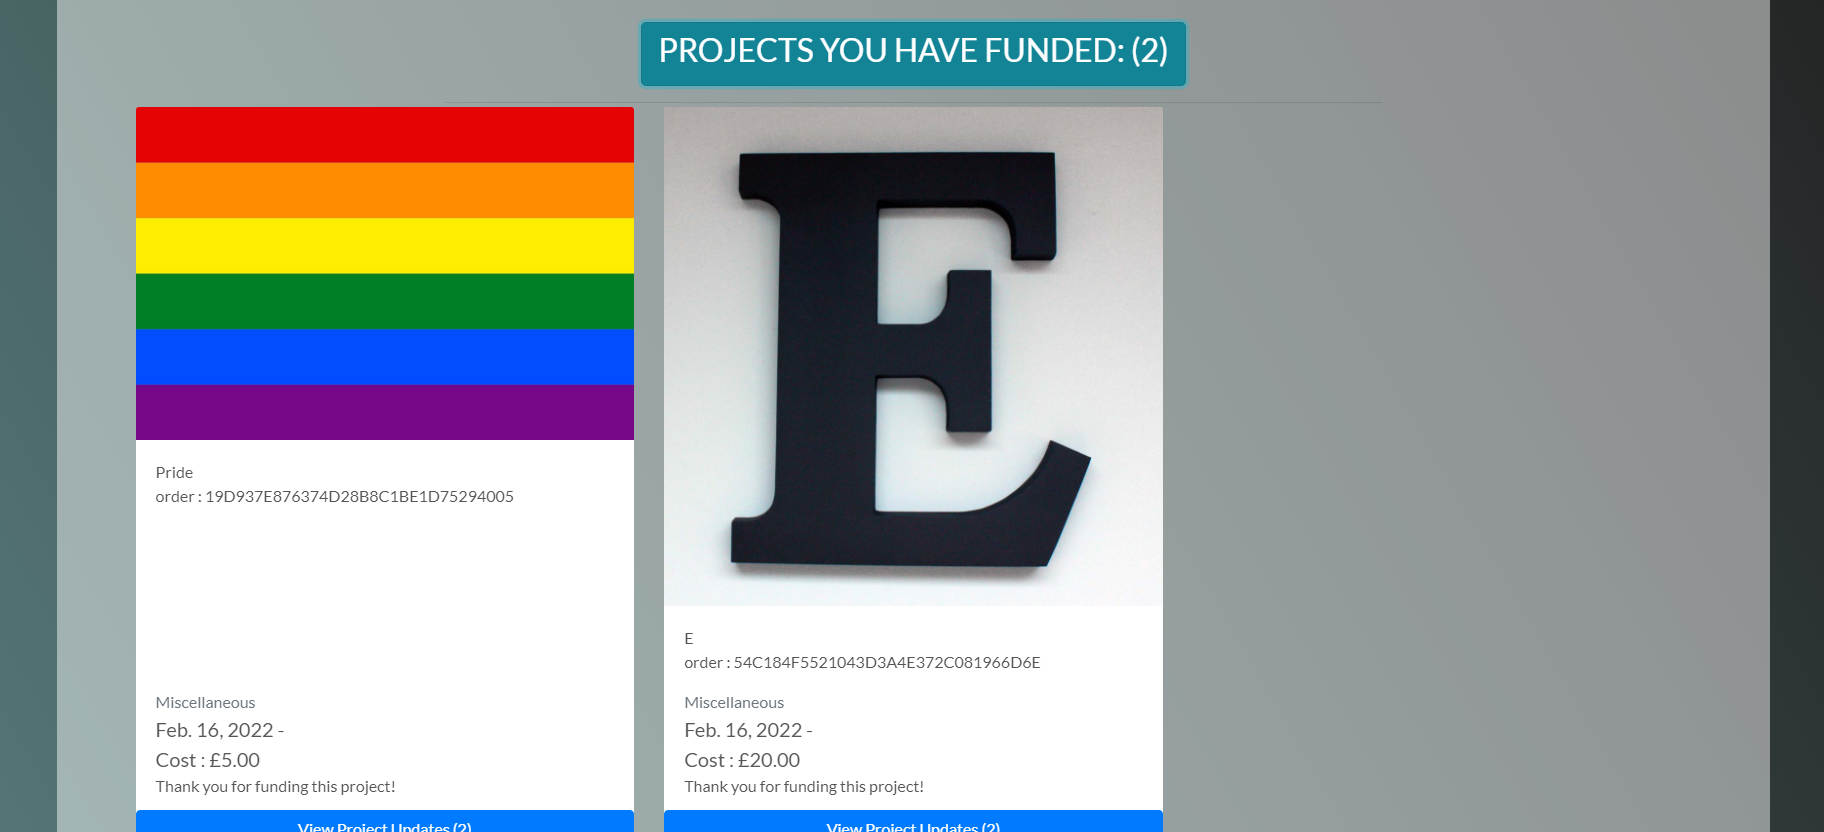 PROJECTS YOU HAVE FUNDED: (2)
Pride
order : 19D937E876374D28B8C1BE1D75294005
Miscellaneous
Feb. 16, 2022 -
Cost : £5.00
Thank you for funding this project!
View Project Updates (2)
E
E
order : 54C184F5521043D3A4E372C081966D6E
Miscellaneous
Feb. 16, 2022 -
Cost : £20.00
Thank you for funding this project!
View Project Updates (2)